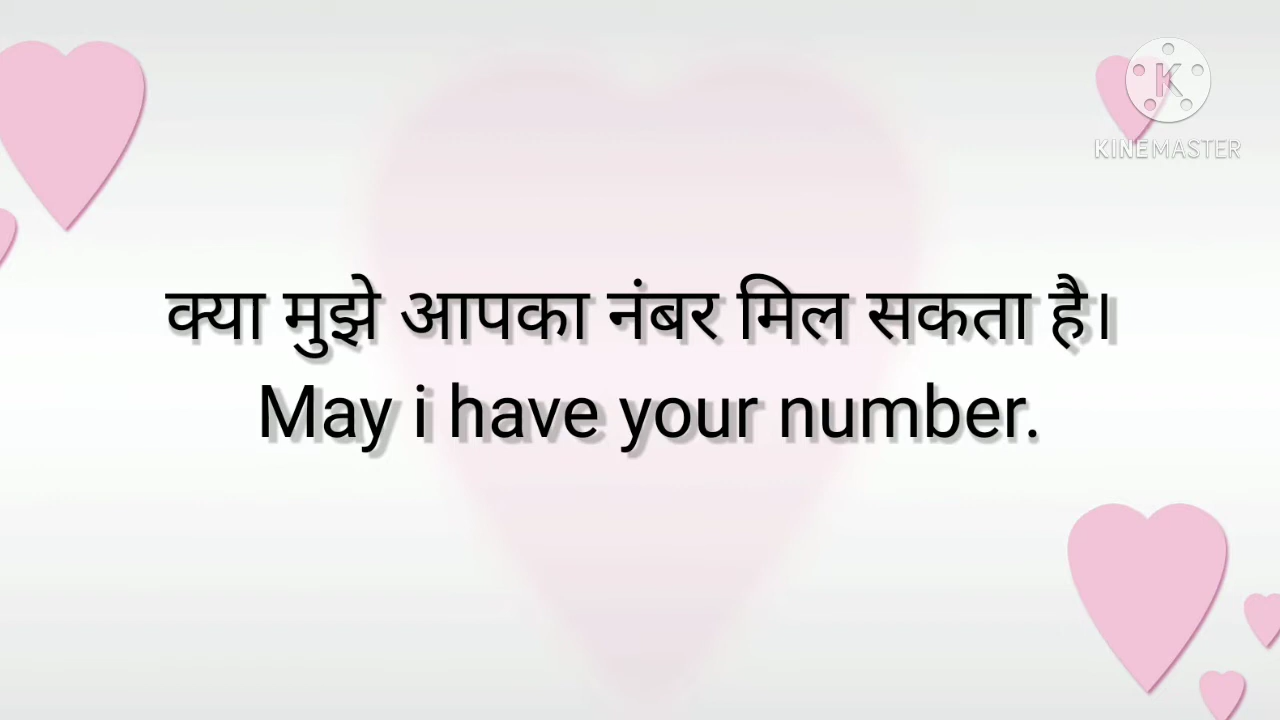 K
KINEMASTER
क्या मुझे आपका नंबर मिल सकता है।
May i have your number.